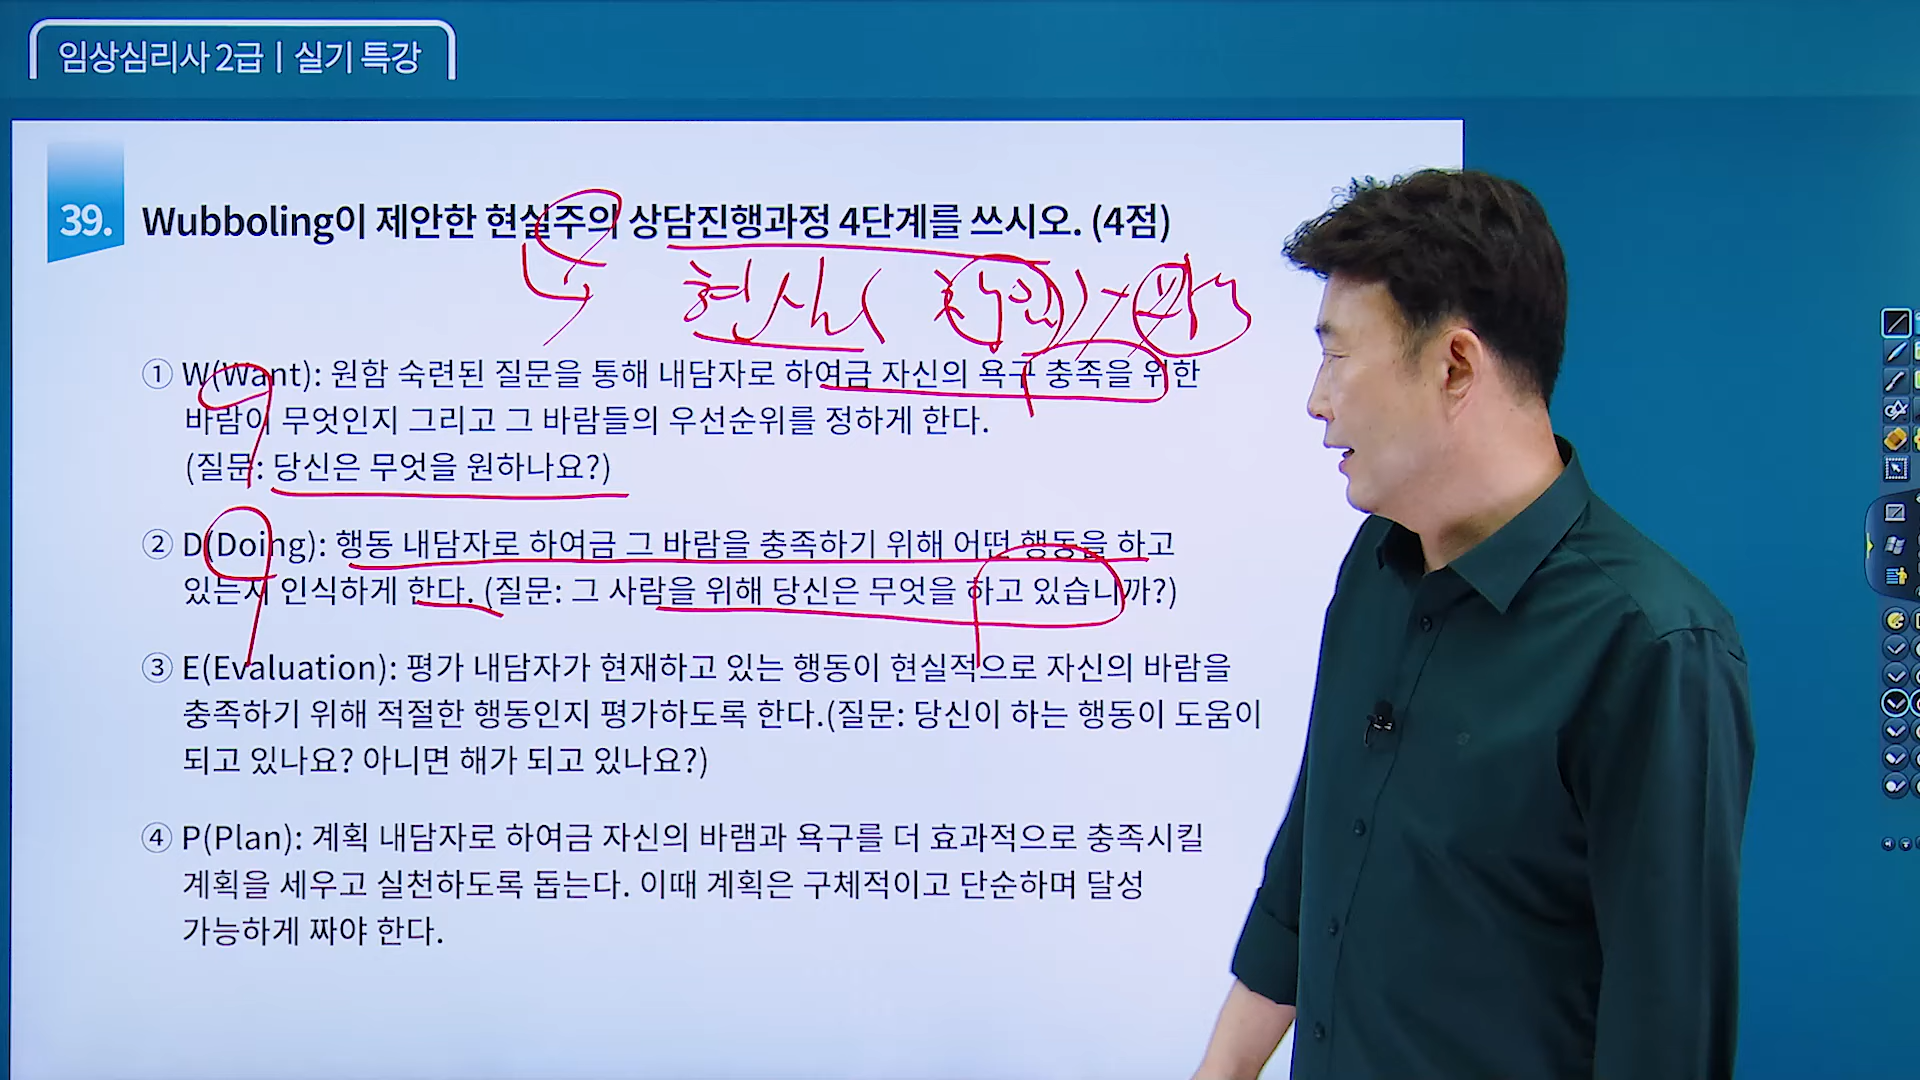 임상심리사 2급 | 실기 특강
39. Wubboling이 제안한 현실주의 상담진행과정 4단계를 쓰시오. (4점)
현실(
① W(Want): 원함 숙련된 질문을 통해 내담자로 하여금 자신의 욕구 충족을 위한
바람이 무엇인지 그리고 그 바람들의 우선순위를 정하게 한다.
(질문: 당신은 무엇을 원하나요?)
② D(Doing): 행동 내담자로 하여금 그 바람을 충족하기 위해 어떤 행동을 하고
있는지 인식하게 한다. (질문: 그 사람을 위해 당신은 무엇을 하고 있습니까?)
③ E(Evaluation): 평가 내담자가 현재하고 있는 행동이 현실적으로 자신의 바람을
충족하기 위해 적절한 행동인지 평가하도록 한다.(질문: 당신이 하는 행동이 도움이
되고 있나요? 아니면 해가 되고 있나요?)
④ P(Plan): 계획 내담자로 하여금 자신의 바램과 욕구를 더 효과적으로 충족시킬
계획을 세우고 실천하도록 돕는다. 이때 계획은 구체적이고 단순하며 달성
가능하게 짜야 한다.